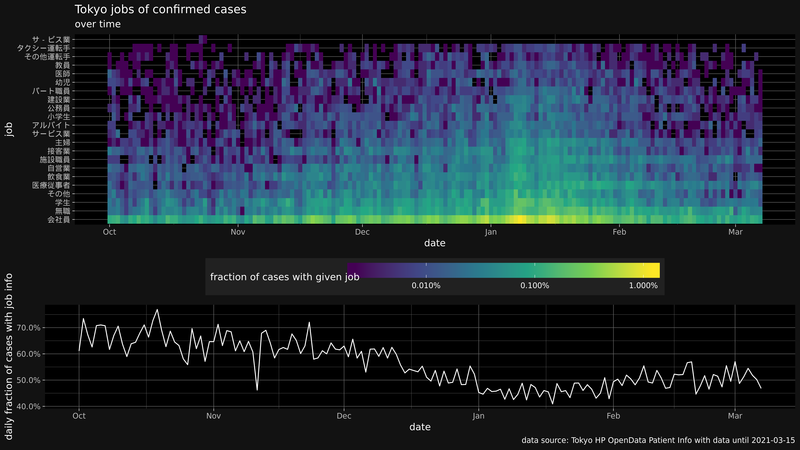 Tokyo jobs of confirmed cases
over time
job
サ‐ビス業
タクシー運転手
その他運転手
教員
医師
幼児
パート職員
建設業
公務員
小学生
アルバイト
サービス業
主婦
接客業
施設職員
自営業
飲食業
医療従事者
その他
学生
無職
会社員
Oct Nov Dec Jan Feb Mar
date
fraction of cases with given job
0.010% 0.100% 1.000%
daily fraction of cases with job info
70.0%
60.0%
50.0%
40.0%
Oct Nov Dec Jan Feb Mar
date
data source: Tokyo HP OpenData Patient Info with data until 2021-03-15